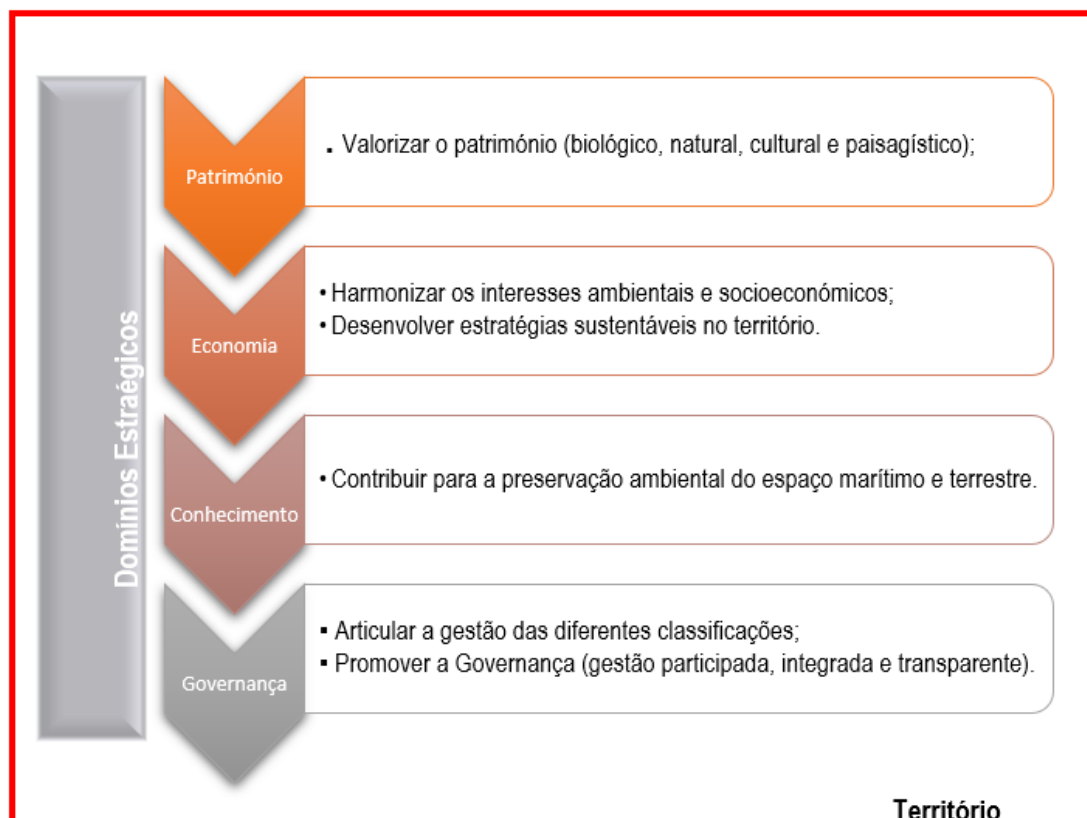 Domínios Estraégicos
Património
. Valorizar o património (biológico, natural, cultural e paisagístico);
Economia
• Harmonizar os interesses ambientais e socioeconómicos;
• Desenvolver estratégias sustentáveis no território.
Conhecimento
• Contribuir para a preservação ambiental do espaço marítimo e terrestre.
Governança
▪ Articular a gestão das diferentes classificações;
▪ Promover a Governança (gestão participada, integrada e transparente).
Território